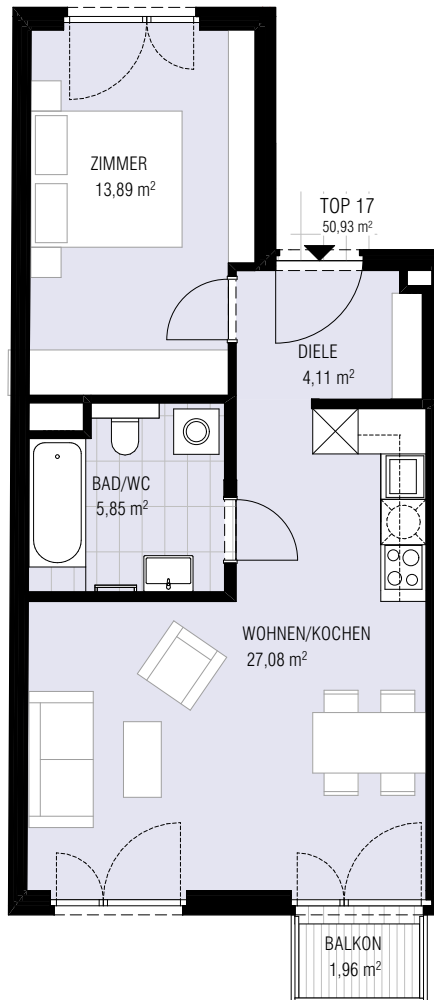 ZIMMER
13,89 m²
TOP 17
50,93 m²
DIELE
4,11 m²
BAD/WC
5,85 m²
WOHNEN/KOCHEN
27,08 m²
BALKON
1,96 m²